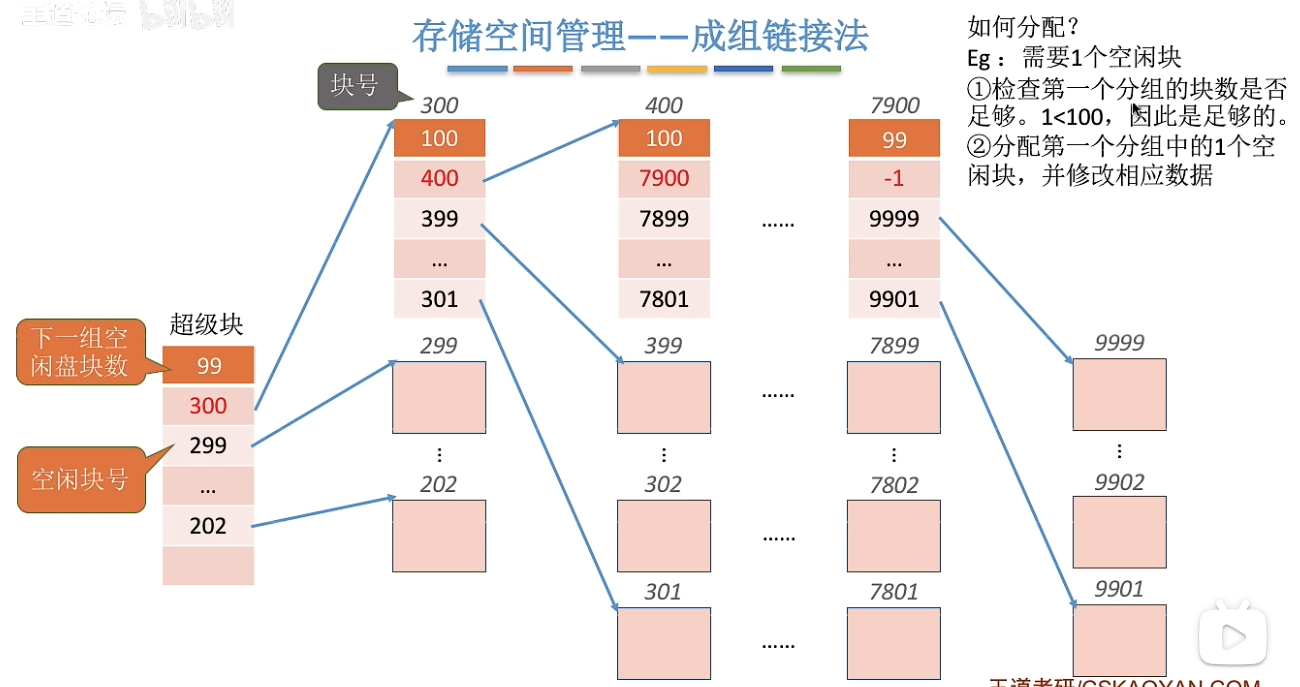 王道论坛 bilibili
存储空间管理——成组链接法
如何分配？
Eg：需要1个空闲块
①检查第一个分组的块数是否
足够。1<100，因此是足够的。
②分配第一个分组中的1个空
闲块，并修改相应数据
块号
300 400 7900
100 100 99
400 7900 -1
399 7899 …… 9999
... ... ...
301 7801 9901
超级块
下一组空
闲盘块数
99
300
299
空闲块号
...
202
299 399 7899 9999
⋮ ⋮ …… ⋮ ⋮
202 302 7802 9902
……
301 7801 9901
……
王道考研/CSKAOYAN.COM